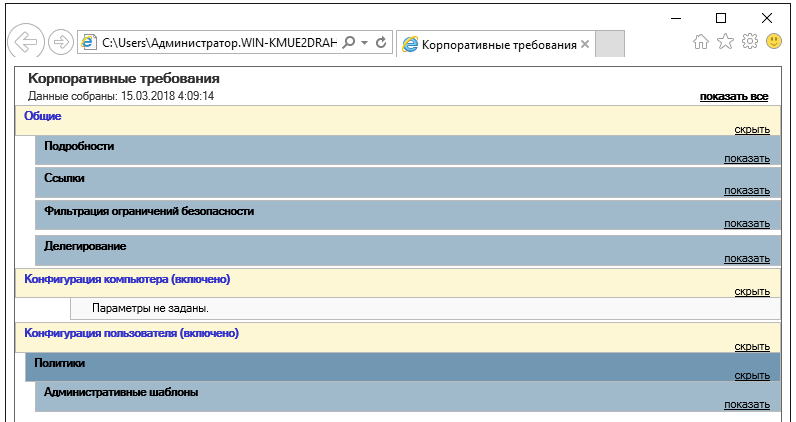 C:\Users\Администратор.WIN-KMUE2DRAH
Корпоративные требования
Корпоративные требования
Данные собраны: 15.03.2018 4:09:14
показать все
Общие
скрыть
Подробности
показать
Ссылки
показать
Фильтрация ограничений безопасности
показать
Делегирование
показать
Конфигурация компьютера (включено)
скрыть
Параметры не заданы.
Конфигурация пользователя (включено)
скрыть
Политики
скрыть
Административные шаблоны
показать